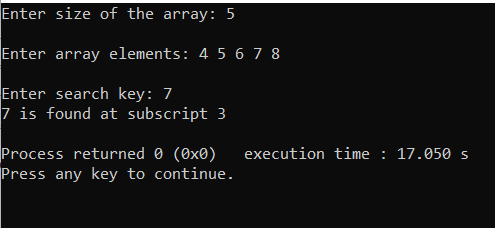 Enter size of the array: 5
Enter array elements: 4 5 6 7 8
Enter search key: 7
7 is found at subscript 3
Process returned 0 (0x0)   execution time : 17.050 s
Press any key to continue.